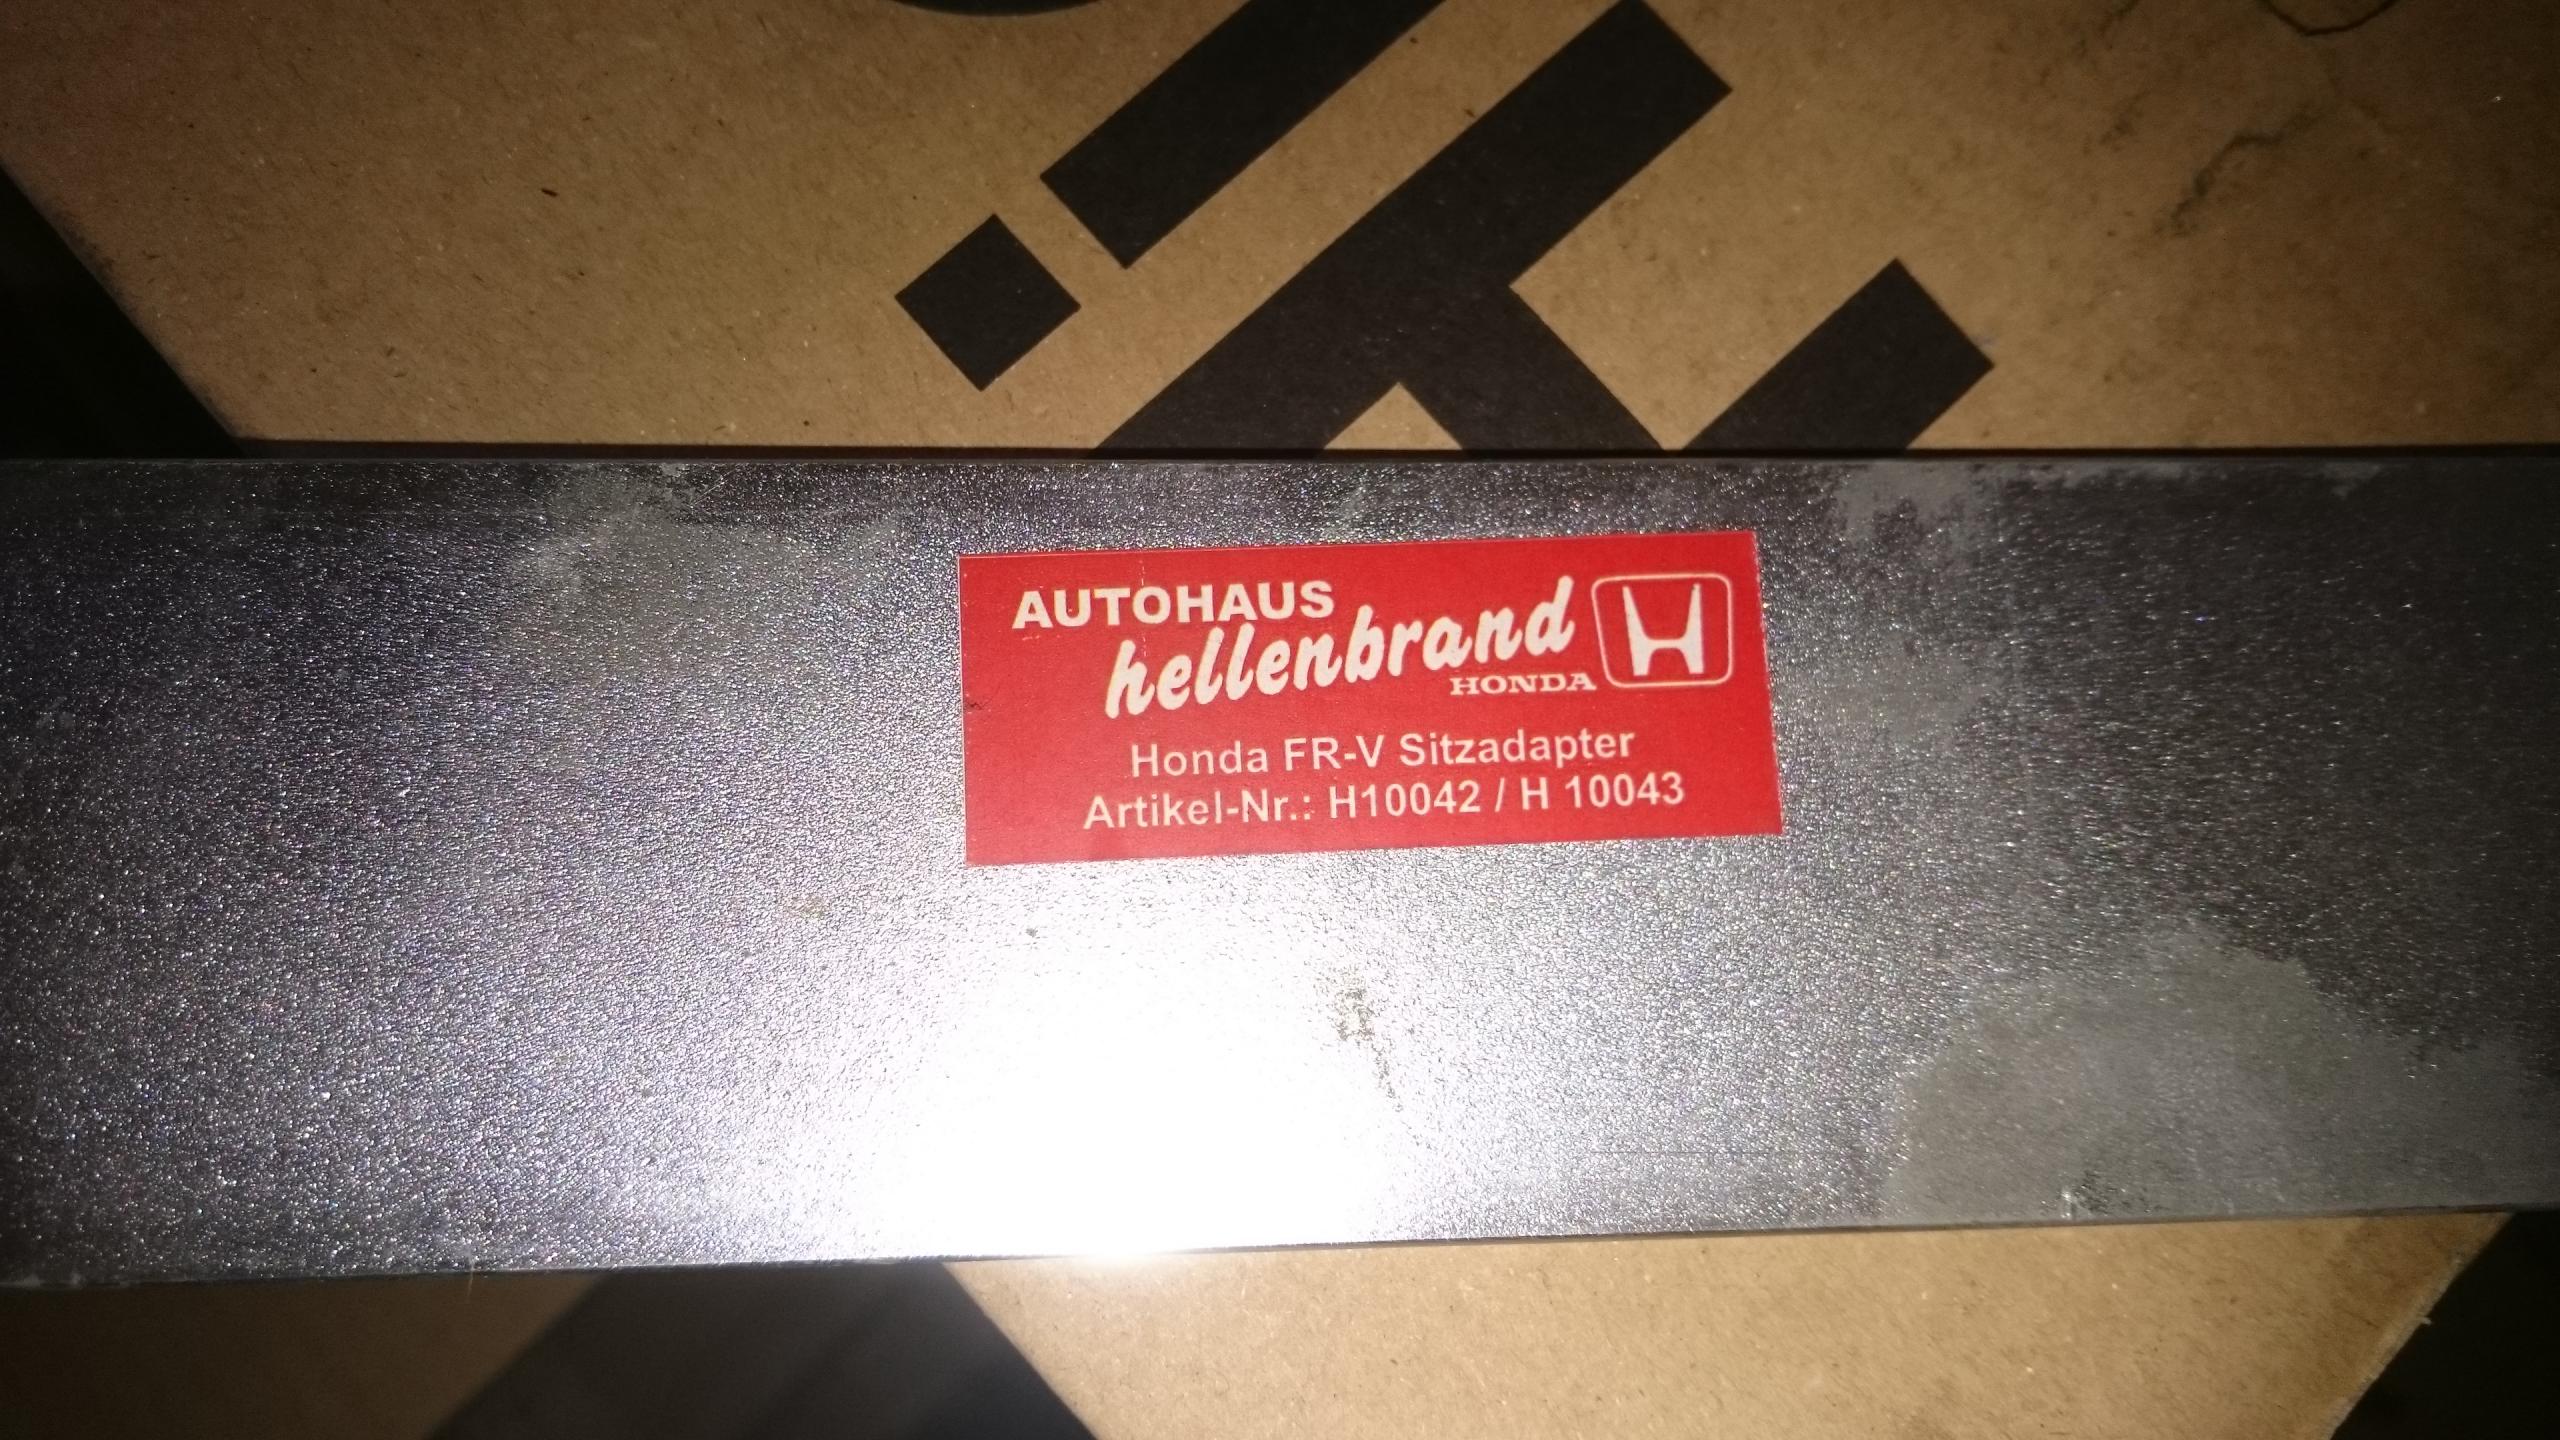 AUTOHAUS
hellenbrand
HONDA
Honda FR-V Sitzadapter
Artikel-Nr.: H10042 / H 10043